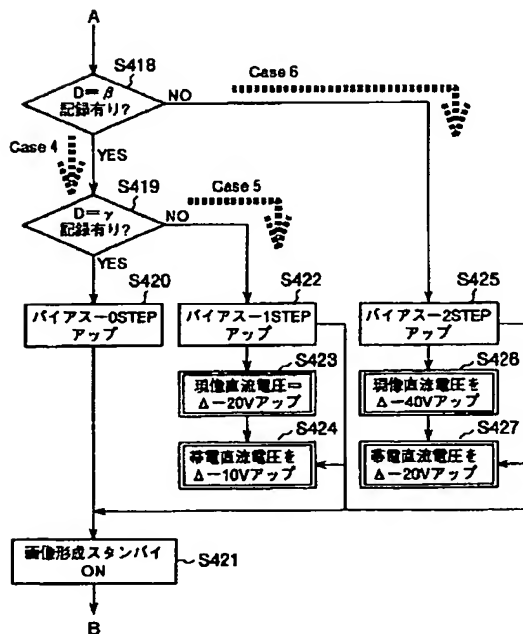 A
S418
D=β
記録有り?
NO
Case 6
Case 4
YES
S419
D=γ
記録有り?
NO
Case 5
YES
S420
バイアス-0STEP
アップ
S422
バイアス-1STEP
アップ
S425
バイアス-2STEP
アップ
S423
現像直流電圧=
Δ-20Vアップ
S426
現像直流電圧を
Δ-40Vアップ
S424
帯電直流電圧を
Δ-10Vアップ
S427
帯電直流電圧を
Δ-20Vアップ
画像形成スタンバイ
ON
S421
B